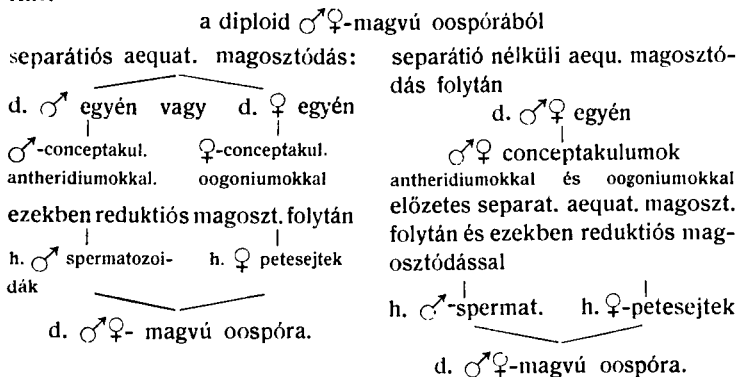 a diploid ♂♀-magvú oospórából
separátiós aequat. magosztódás:
d. ♂ egyén vagy d. ♀ egyén
♂-conceptakul. ♀-conceptakul.
antheridiumokkal. oogoniumokkal
ezekben reduktiós magoszt. folytán
h. ♂ spermatozoi-
dák
h. ♀ petesejtek
d. ♂♀- magvú oospóra.
separátió nélküli aequ. magosztó-
dás folytán
d. ♂♀ egyén
♂♀ conceptakulumok
antheridiumokkal és oogoniumokkal
előzetes separat. aequat. magoszt.
folytán és ezekben reduktiós mag-
osztódással
h. ♂-spermat. h. ♀-petesejtek
d. ♂♀-magvú oospóra.